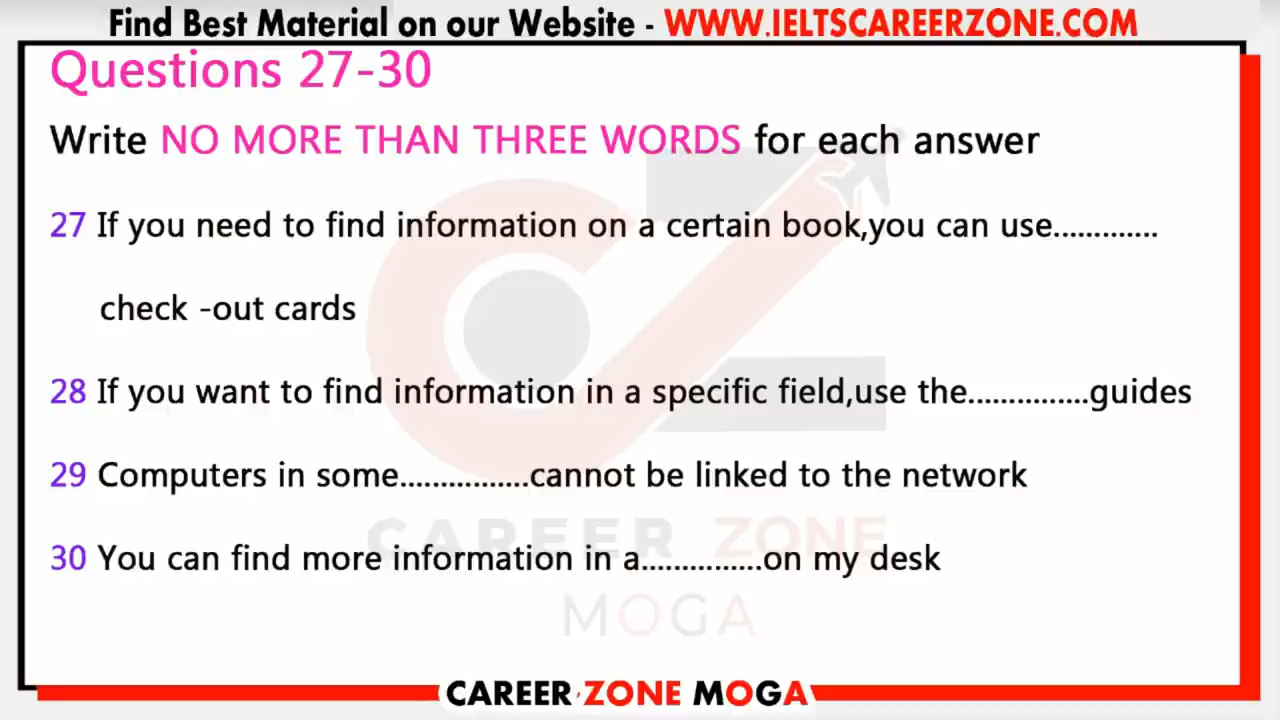 Find Best Material on our Website - WWW.IELTSCAREERZONE.COM
Questions 27-30
Write NO MORE THAN THREE WORDS for each answer
27 If you need to find information on a certain book,you can use.............
check -out cards
28 If you want to find information in a specific field,use the...............guides
29 Computers in some................cannot be linked to the network
30 You can find more information in a...............on my desk
CAREER ZONE
MOGA
CAREER ZONE MOGA